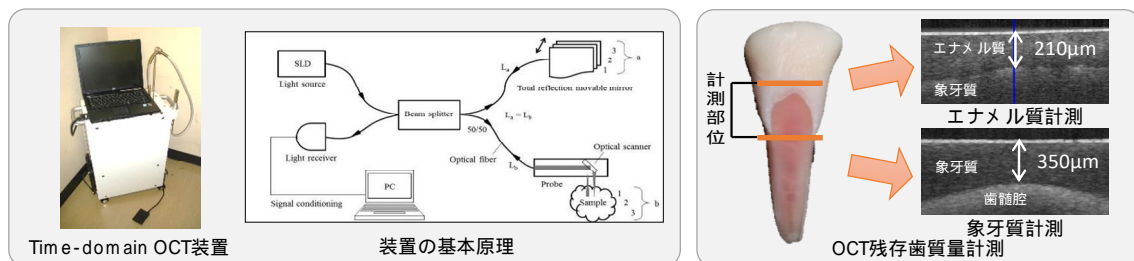 Time-domain OCT装置
SLD
Light source
Beam splitter
50/50
Light receiver
Signal conditioning
PC
Optical fiber
La
La = Lb
Lb
3
2
1
a
Total reflection movable mirror
Optical scanner
Probe
Sample
1
2
3
b
装置の基本原理
計測部位
エナメル質
210μm
象牙質
エナメル質計測
象牙質
350μm
歯髄腔
象牙質計測
OCT残存歯質量計測